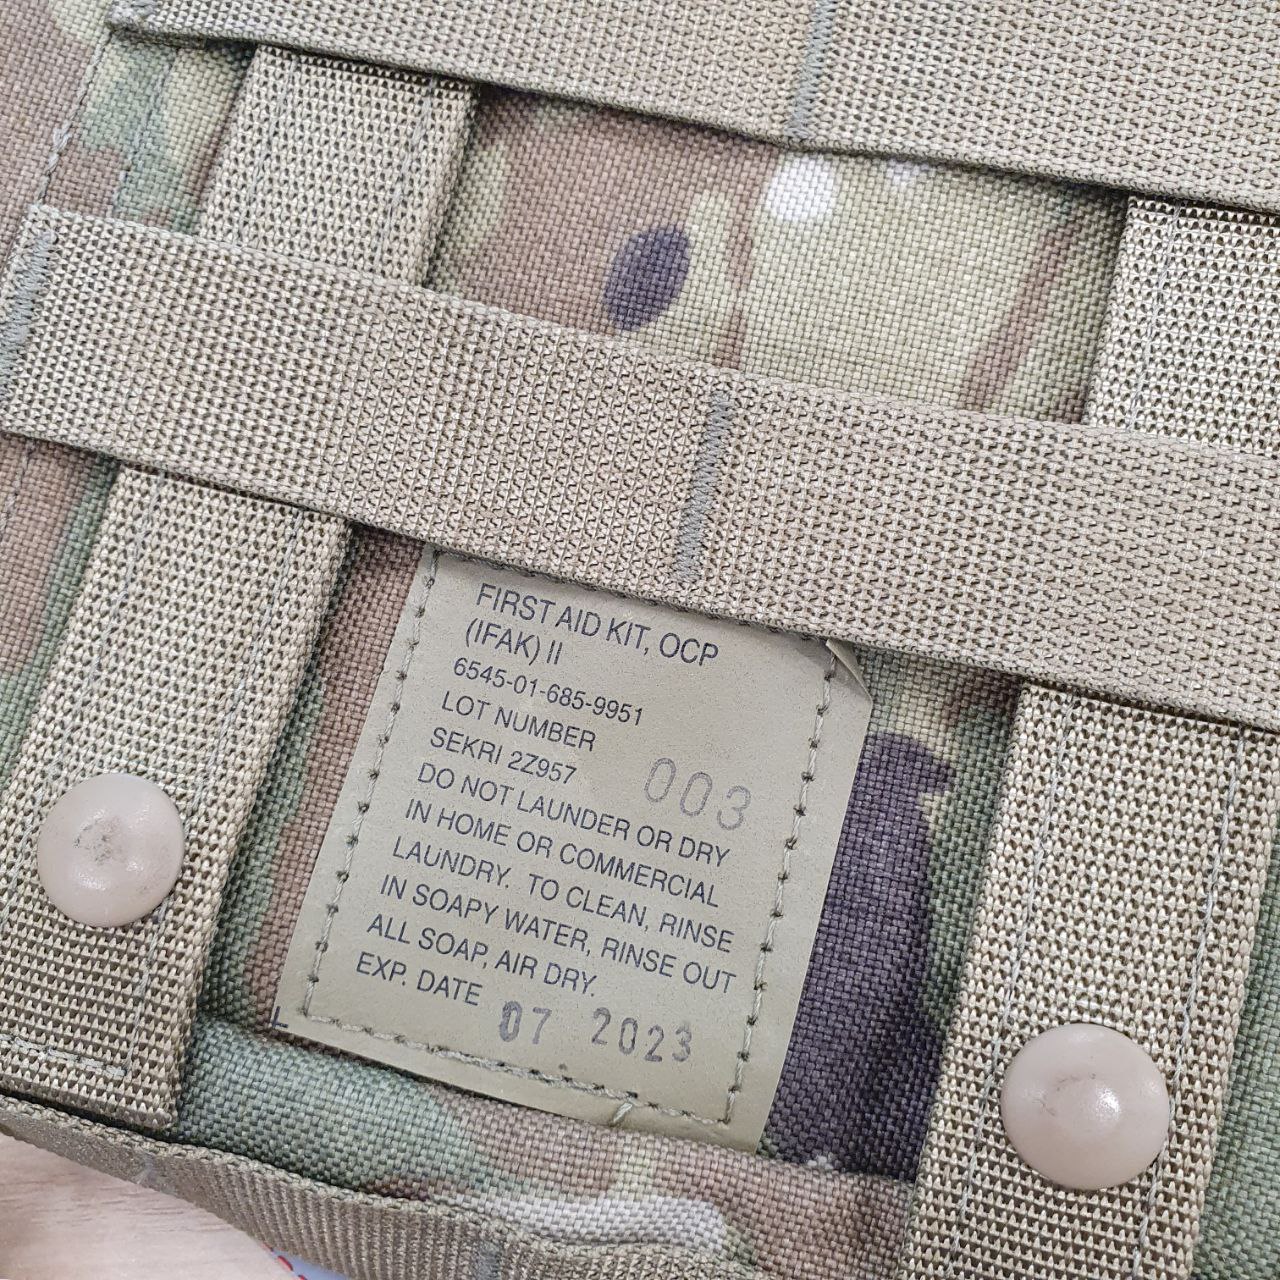 FIRST AID KIT, OCP
(IFAK) II
6545-01-685-9951
LOT NUMBER
SEKRI 2Z957 003
DO NOT LAUNDER OR DRY
IN HOME OR COMMERCIAL
LAUNDRY. TO CLEAN, RINSE
IN SOAPY WATER, RINSE OUT
ALL SOAP, AIR DRY.
EXP. DATE 07 2023